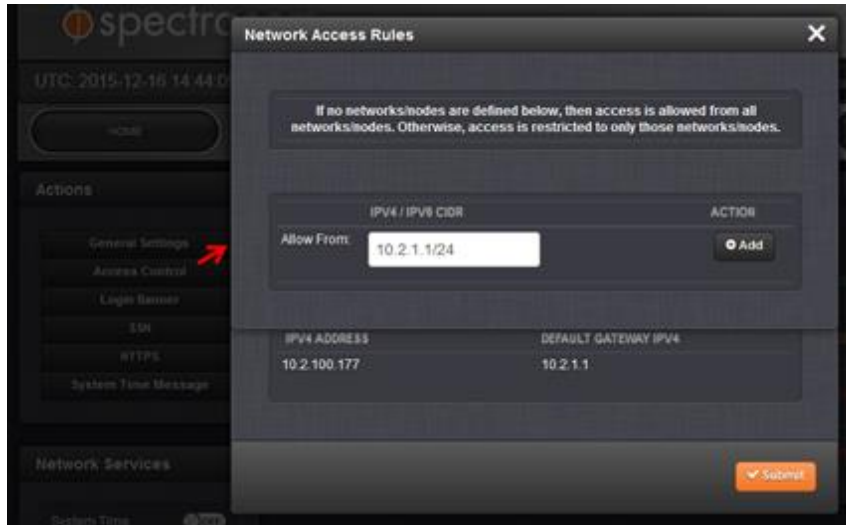 spectra
Network Access Rules
UTC: 2015-12-16 14:44:0
If no networks/nodes are defined below, then access is allowed from all
networks/nodes. Otherwise, access is restricted to only those networks/nodes.
HOME
Actions
General Settings
Access Control
Login Banner
SSH
HTTPS
System Time Message
IPV4 / IPV6 CIDR
ACTION
Allow From:
10.2.1.1/24
Add
IPV4 ADDRESS
DEFAULT GATEWAY IPV4
10.2.100.177
10.2.1.1
Network Services
Submit
System Time
OFF